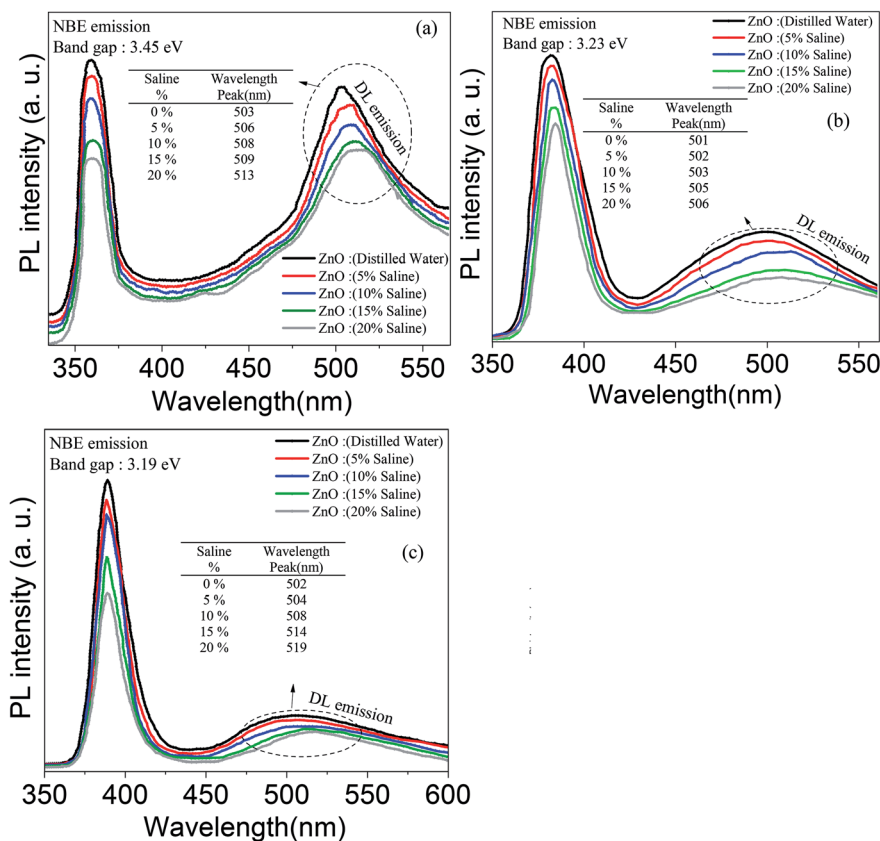 NBE emission
Band gap : 3.45 eV
(a)
Saline Wavelength
% Peak(nm)
0 % 503
5 % 506
10 % 508
15 % 509
20 % 513
DL emission
ZnO :(Distilled Water)
ZnO :(5% Saline)
ZnO :(10% Saline)
ZnO :(15% Saline)
ZnO :(20% Saline)
PL intensity (a. u.)
350 400 450 500 550
Wavelength(nm)
NBE emission
Band gap : 3.23 eV
ZnO :(Distilled Water)
ZnO :(5% Saline)
ZnO :(10% Saline)
ZnO :(15% Saline)
ZnO :(20% Saline)
(b)
Saline Wavelength
% Peak(nm)
0 % 501
5 % 502
10 % 503
15 % 505
20 % 506
DL emission
PL intensity (a. u.)
350 400 450 500 550
Wavelength(nm)
NBE emission
Band gap : 3.19 eV
ZnO :(Distilled Water)
ZnO :(5% Saline)
ZnO :(10% Saline)
ZnO :(15% Saline)
ZnO :(20% Saline)
(c)
Saline Wavelength
% Peak(nm)
0 % 502
5 % 504
10 % 508
15 % 514
20 % 519
DL emission
PL intensity (a. u.)
350 400 450 500 550 600
Wavelength(nm)